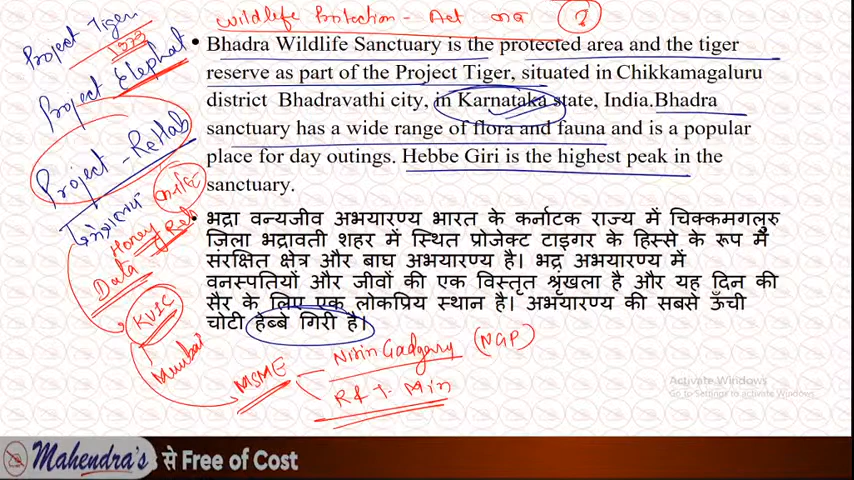 wildlife Protection - Act कब ?
Project Tiger
1973
Project Elephant
Project - ReHab
कर्नाटक
Honey
Data
KVIC
Mumbai
MSME
Nitin Gadgary (NGP)
R & T. Min
Bhadra Wildlife Sanctuary is the protected area and the tiger
reserve as part of the Project Tiger, situated in Chikkamagaluru
district Bhadravathi city, in Karnataka state, India.Bhadra
sanctuary has a wide range of flora and fauna and is a popular
place for day outings. Hebbe Giri is the highest peak in the
sanctuary.
भद्रा वन्यजीव अभयारण्य भारत के कर्नाटक राज्य में चिक्कमगलुरु
ज़िला भद्रावती शहर में स्थित प्रोजेक्ट टाइगर के हिस्से के रूप में
संरक्षित क्षेत्र और बाघ अभयारण्य है। भद्र अभयारण्य में
वनस्पतियों और जीवों की एक विस्तृत श्रृंखला है और यह दिन की
सैर के लिए एक लोकप्रिय स्थान है। अभयारण्य की सबसे ऊँची
चोटी हेब्बे गिरी है।
Activate Windows
Go to Settings to activate Windows.
Mahendra's से Free of Cost